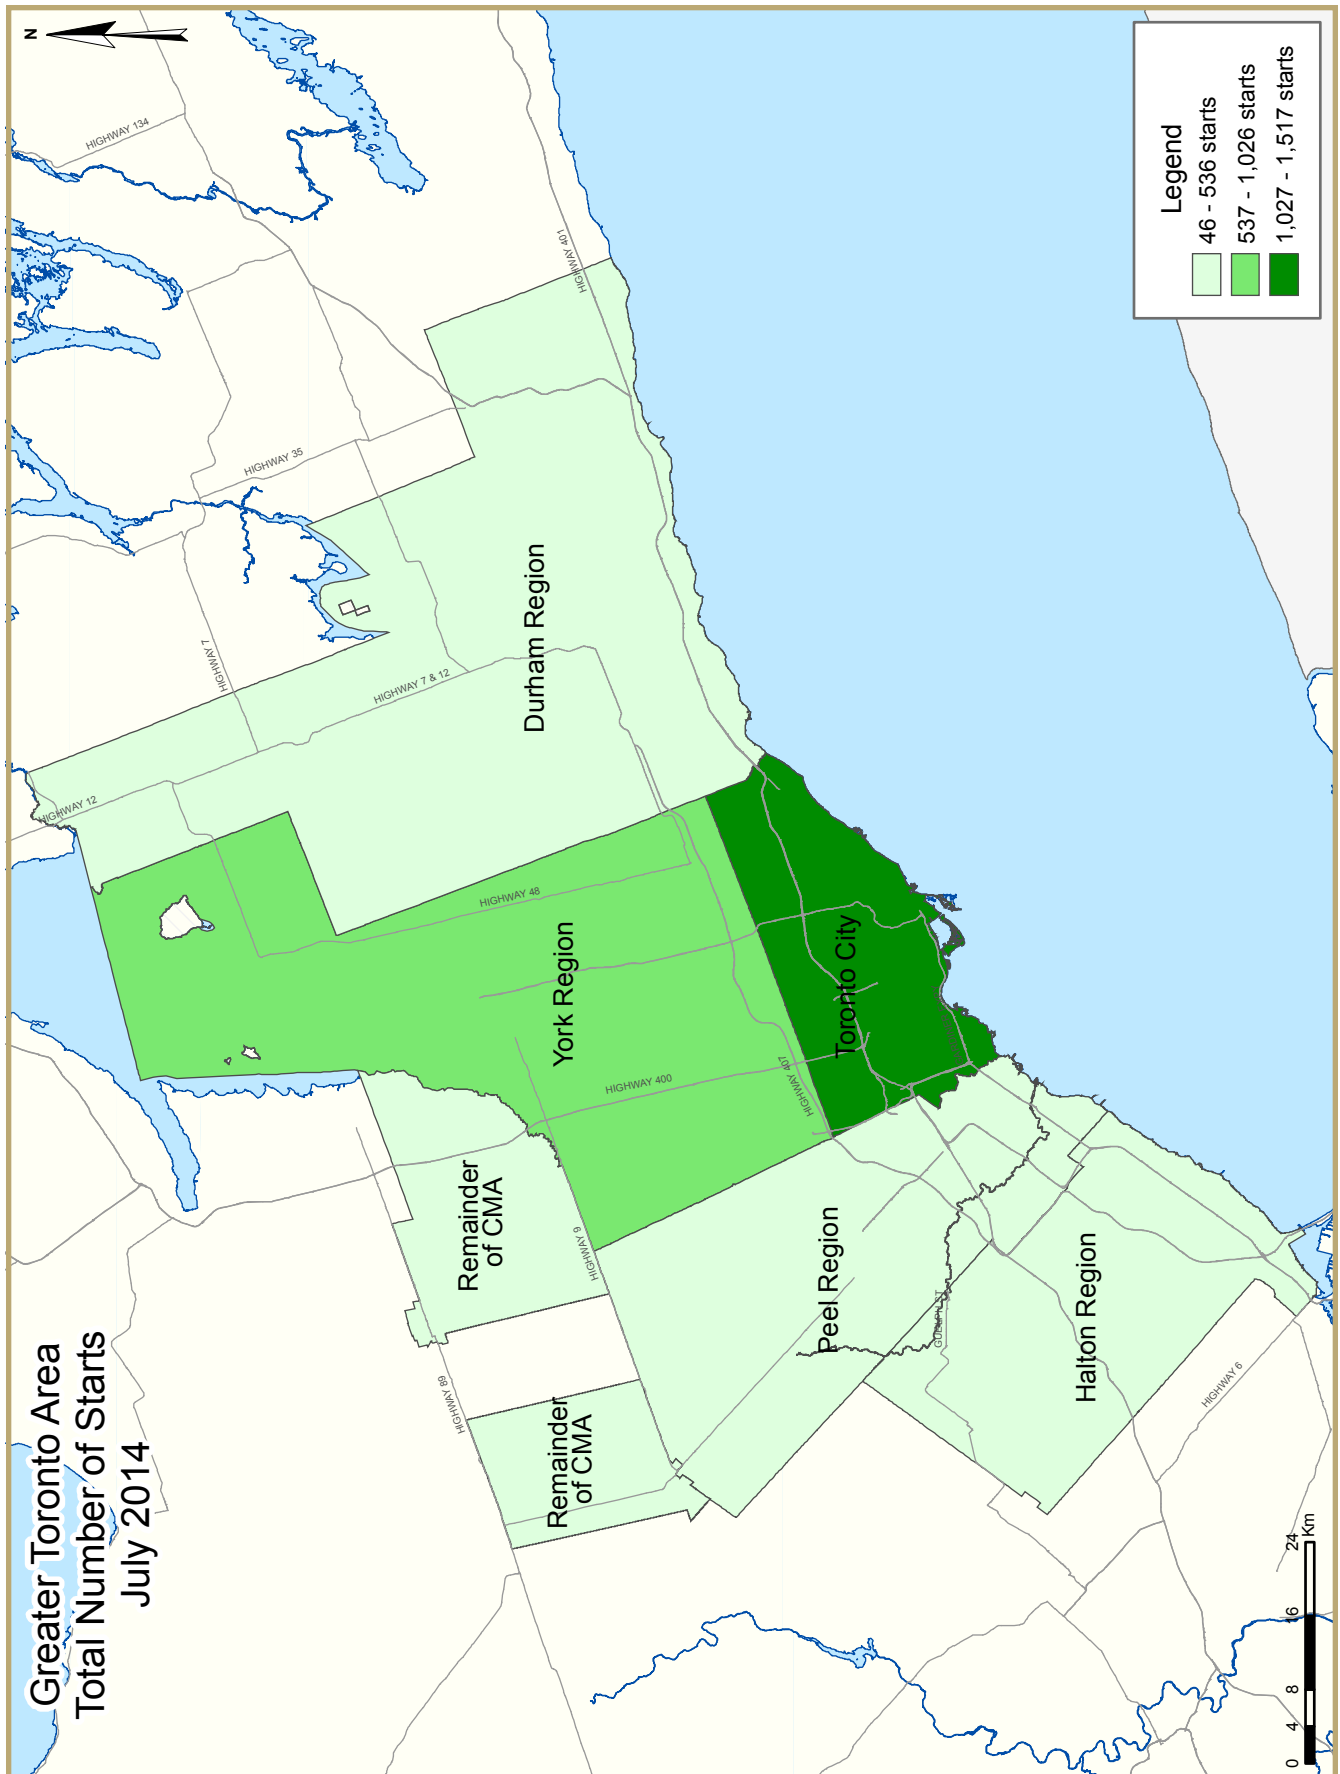 Greater Toronto Area
Total Number of Starts
July 2014
N
HIGHWAY 134
HIGHWAY 401
HIGHWAY 35
HIGHWAY 7
HIGHWAY 7 & 12
HIGHWAY 12
Durham Region
HIGHWAY 48
York Region
HIGHWAY 400
HIGHWAY 407
Toronto City
Remainder
of CMA
HIGHWAY 9
HIGHWAY 89
Remainder
of CMA
Peel Region
GUELPH ST
Halton Region
HIGHWAY 6
Legend
46 - 536 starts
537 - 1,026 starts
1,027 - 1,517 starts
0 4 8 16 24
Km